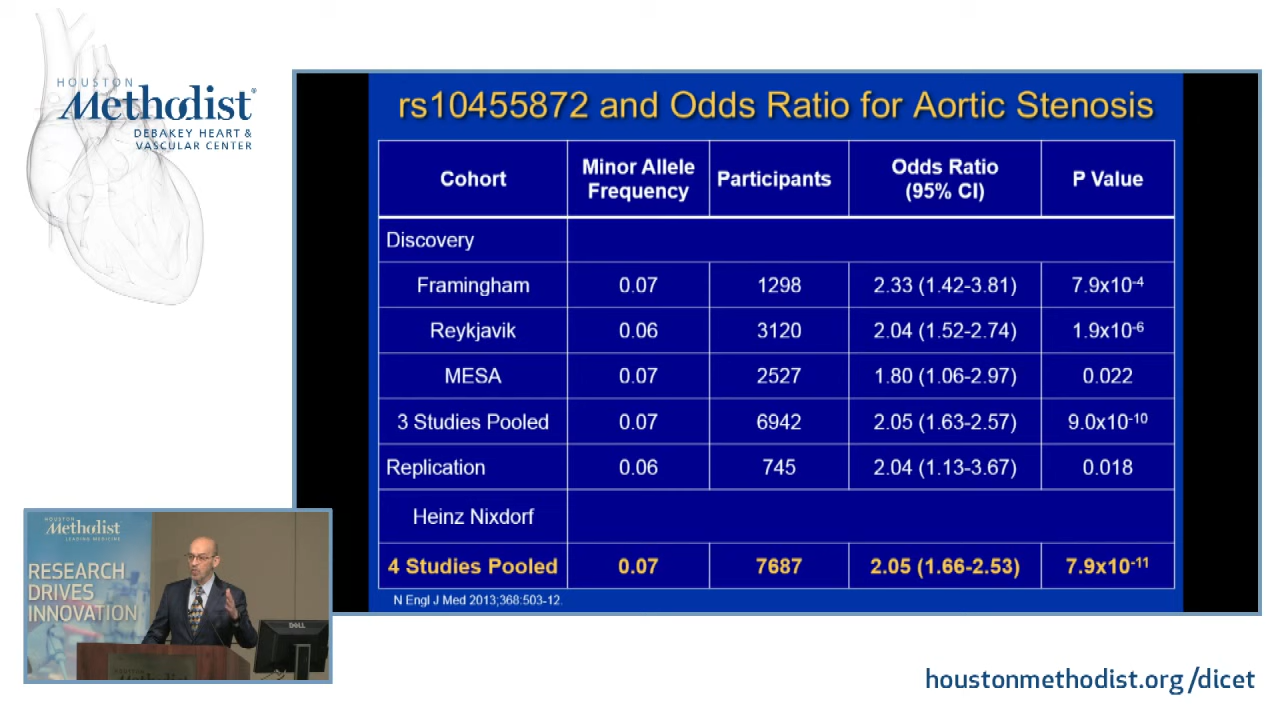 HOUSTON
Methodist®
DEBAKEY HEART &
VASCULAR CENTER
rs10455872 and Odds Ratio for Aortic Stenosis
Cohort Minor Allele Frequency Participants Odds Ratio (95% CI) P Value
Discovery
Framingham 0.07 1298 2.33 (1.42-3.81) 7.9x10⁻⁴
Reykjavik 0.06 3120 2.04 (1.52-2.74) 1.9x10⁻⁶
MESA 0.07 2527 1.80 (1.06-2.97) 0.022
3 Studies Pooled 0.07 6942 2.05 (1.63-2.57) 9.0x10⁻¹⁰
Replication 0.06 745 2.04 (1.13-3.67) 0.018
Heinz Nixdorf
4 Studies Pooled 0.07 7687 2.05 (1.66-2.53) 7.9x10⁻¹¹
N Engl J Med 2013;368:503-12.
HOUSTON
Methodist
LEADING MEDICINE
RESEARCH
DRIVES
INNOVATION
DELL
HOUSTON
Methodist
houstonmethodist.org/dicet